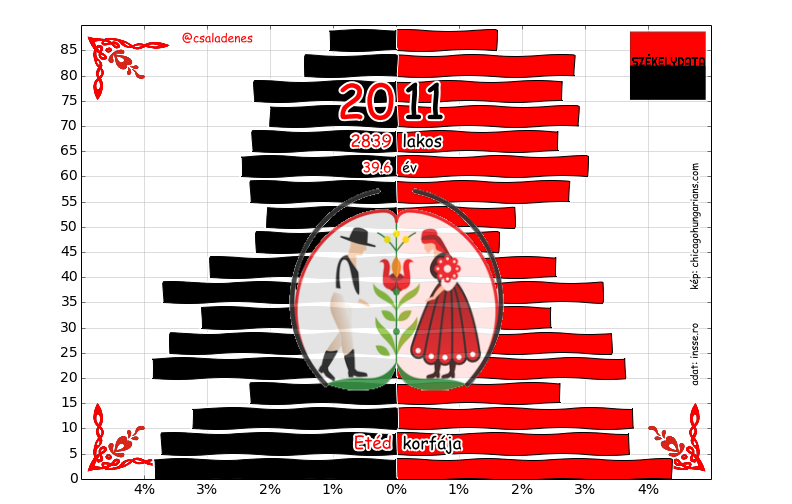 @csaladenes
SZÉKELYDATA
2011
2839 lakos
39.6 év
kép: chicagohungarians.com
adat: insse.ro
Etéd korfája
85
80
75
70
65
60
55
50
45
40
35
30
25
20
15
10
5
0
4% 3% 2% 1% 0% 1% 2% 3% 4%